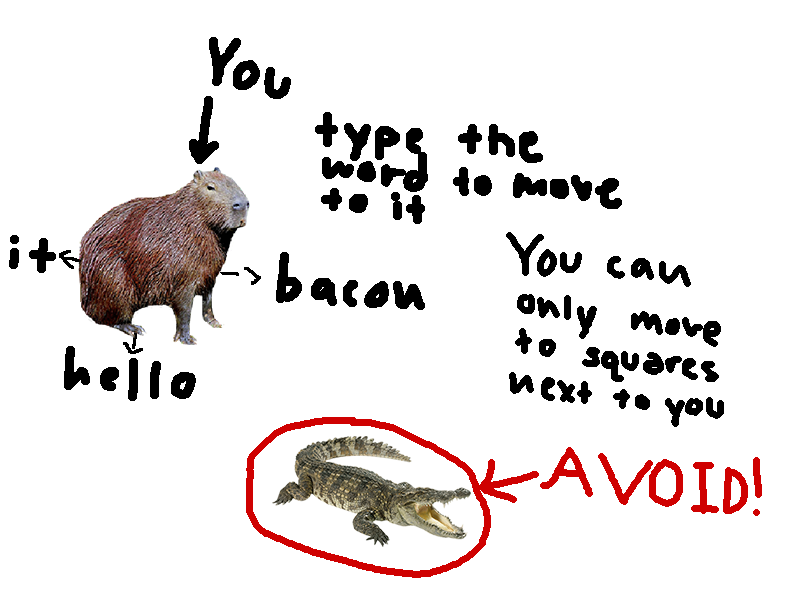 You
type the
word to move
to it
it
bacon
hello
You can
only move
to squares
next to you
AVOID!